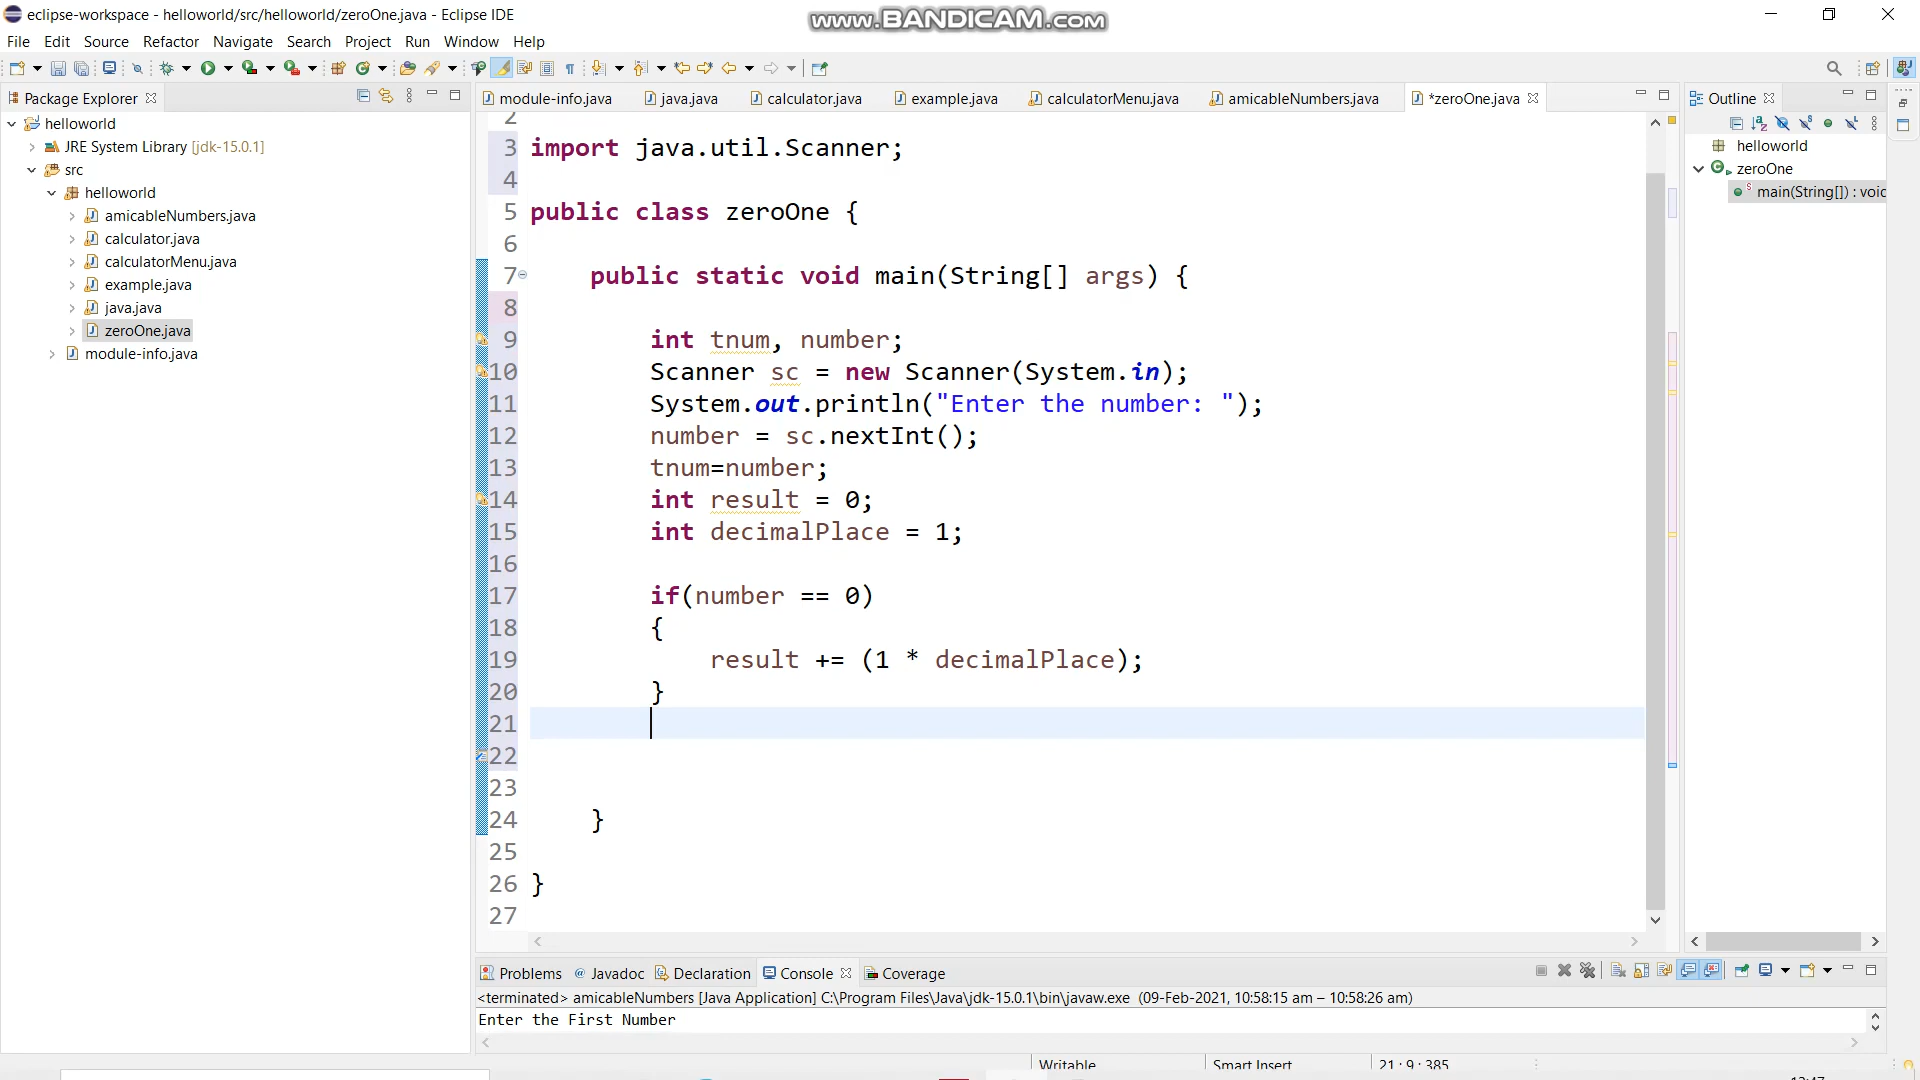 eclipse-workspace - helloworld/src/helloworld/zeroOne.java - Eclipse IDE
www.BANDICAM.com
File Edit Source Refactor Navigate Search Project Run Window Help
Package Explorer
helloworld
JRE System Library [jdk-15.0.1]
src
helloworld
amicableNumbers.java
calculator.java
calculatorMenu.java
example.java
java.java
zeroOne.java
module-info.java
module-info.java java.java calculator.java example.java calculatorMenu.java amicableNumbers.java *zeroOne.java
2
3 import java.util.Scanner;
4
5 public class zeroOne {
6
7 public static void main(String[] args) {
8
9 int tnum, number;
10 Scanner sc = new Scanner(System.in);
11 System.out.println("Enter the number: ");
12 number = sc.nextInt();
13 tnum=number;
14 int result = 0;
15 int decimalPlace = 1;
16
17 if(number == 0)
18 {
19 result += (1 * decimalPlace);
20 }
21
22
23
24 }
25
26 }
27
Outline
helloworld
zeroOne
main(String[]) : voic
Problems Javadoc Declaration Console Coverage
<terminated> amicableNumbers [Java Application] C:\Program Files\Java\jdk-15.0.1\bin\javaw.exe (09-Feb-2021, 10:58:15 am – 10:58:26 am)
Enter the First Number
Writable Smart Insert 21 : 9 : 385